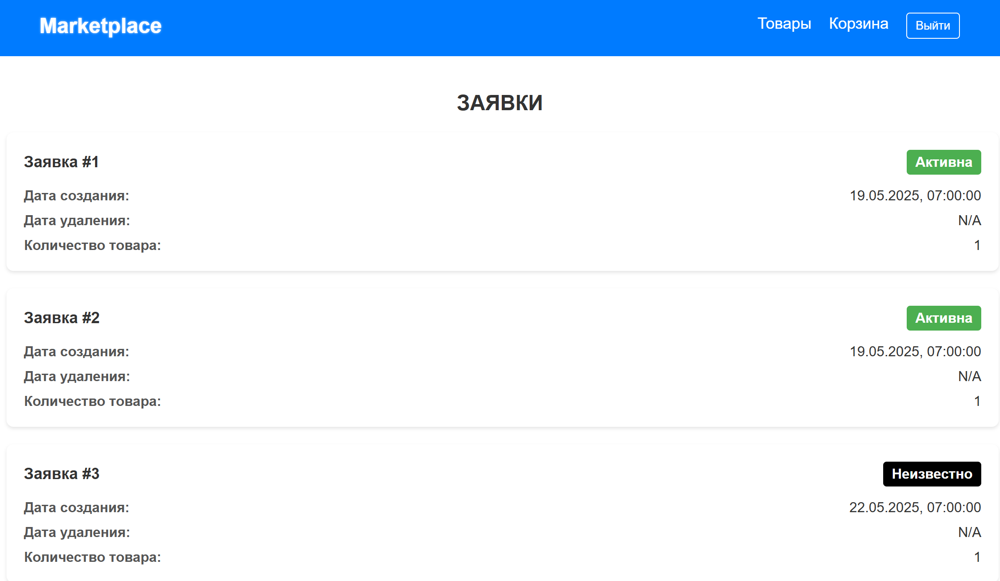 Marketplace
Товары Корзина Выйти
ЗАЯВКИ
Заявка #1 Активна
Дата создания: 19.05.2025, 07:00:00
Дата удаления: N/A
Количество товара: 1
Заявка #2 Активна
Дата создания: 19.05.2025, 07:00:00
Дата удаления: N/A
Количество товара: 1
Заявка #3 Неизвестно
Дата создания: 22.05.2025, 07:00:00
Дата удаления: N/A
Количество товара: 1